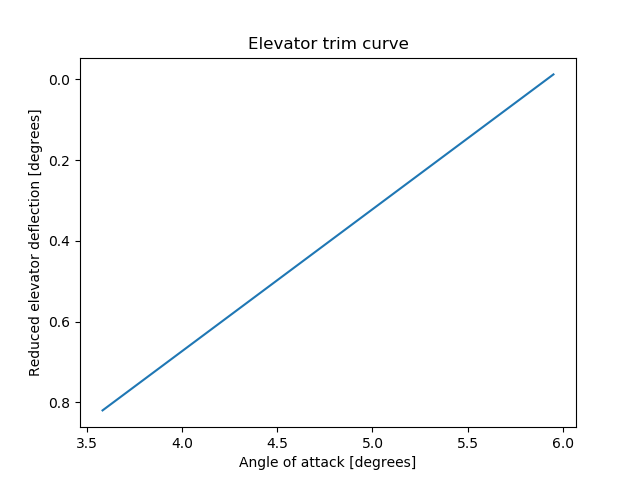 Elevator trim curve
Reduced elevator deflection [degrees]
0.0
0.2
0.4
0.6
0.8
3.5 4.0 4.5 5.0 5.5 6.0
Angle of attack [degrees]